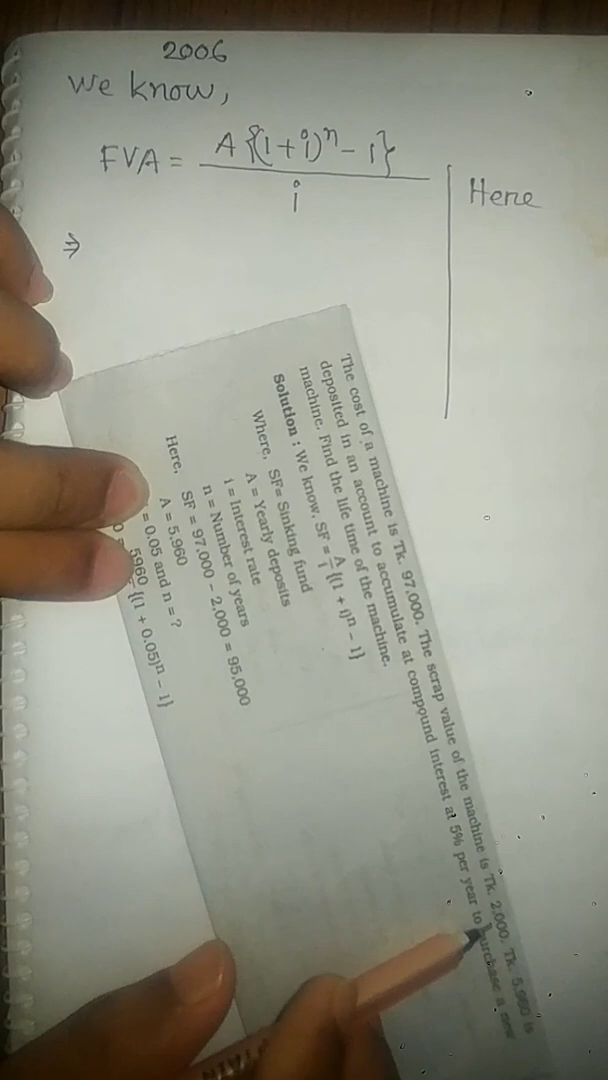 2006
We know,
FVA = A{(1+i)^n - 1} / i
Here
⇒
The cost of a machine is Tk. 97,000. The scrap value of the machine is Tk. 2,000. Tk. 5,960 is
deposited in an account to accumulate at compound interest at 5% per year to purchase a new
machine. Find the life time of the machine.
Solution : We know, SF = A/i {(1 + i)n – 1}
Where, SF= Sinking fund
A = Yearly deposits
i = Interest rate
n = Number of years
Here, SF = 97,000 – 2,000 = 95,000
A = 5,960
= 0.05 and n = ?
5960 {(1 + 0.05)n – 1}